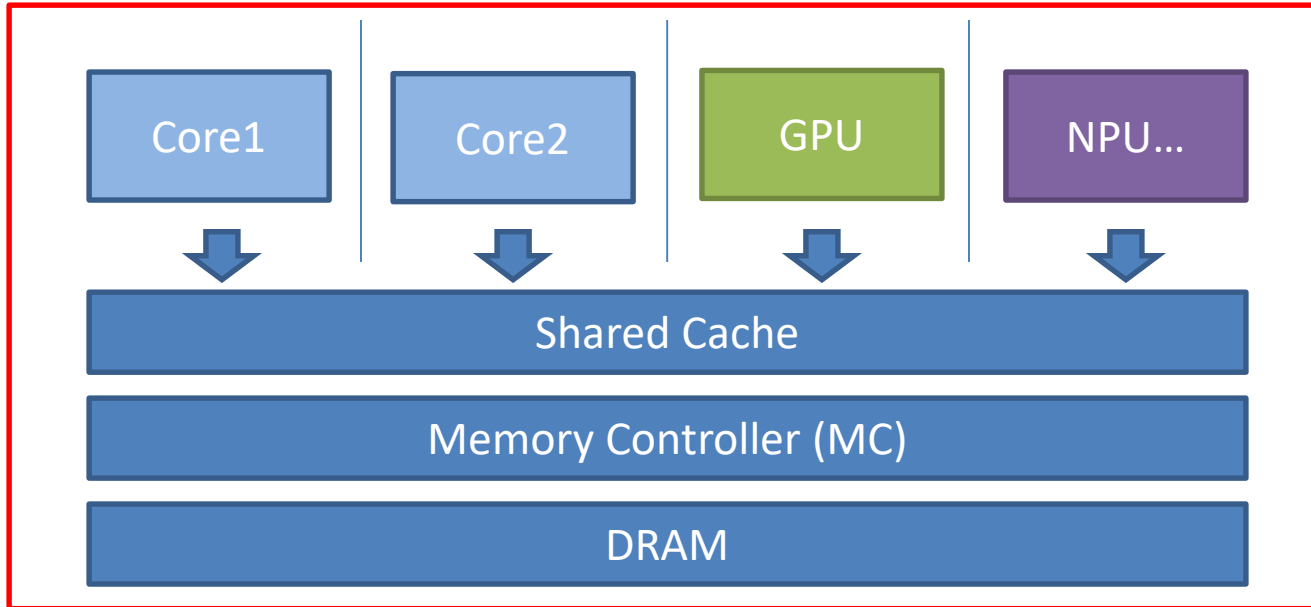 Core1
Core2
GPU
NPU...
Shared Cache
Memory Controller (MC)
DRAM